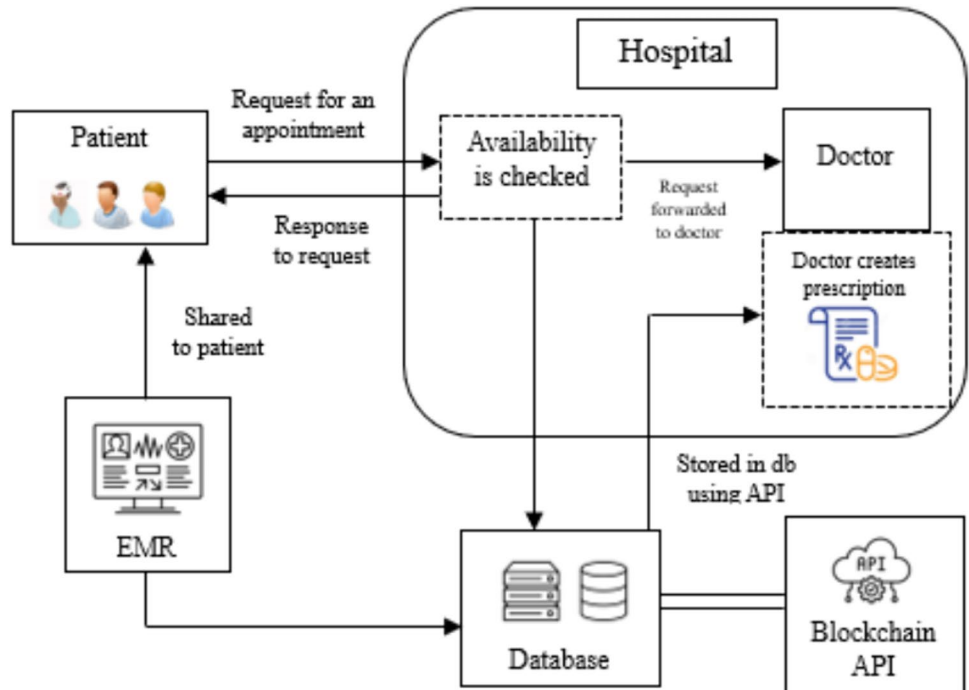 Hospital
Request for an
appointment
Patient
Availability
is checked
Doctor
Request
forwarded
to doctor
Response
to request
Doctor creates
prescription
Rx
Shared
to patient
Stored in db
using API
EMR
API
Database
Blockchain
API